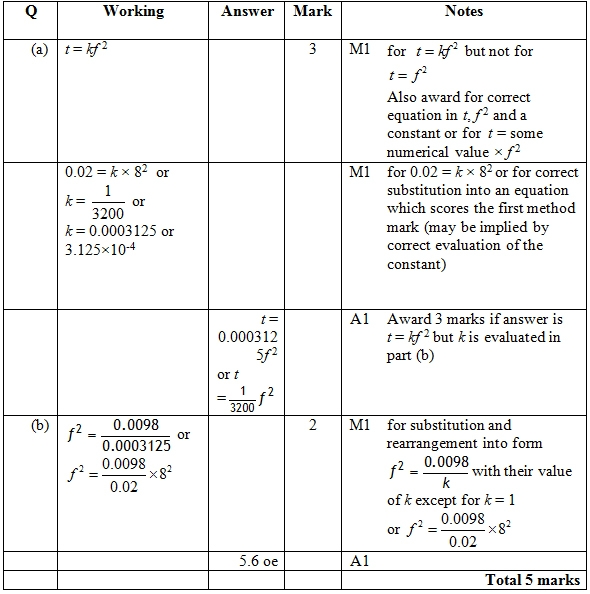 Q Working Answer Mark Notes
(a) t = kf² 3 M1 for t = kf² but not for
t = f²
Also award for correct
equation in t, f² and a
constant or for t = some
numerical value × f²
0.02 = k × 8² or
k = 1/3200 or
k = 0.0003125 or
3.125×10⁻⁴
M1 for 0.02 = k × 8² or for correct
substitution into an equation
which scores the first method
mark (may be implied by
correct evaluation of the
constant)
t =
0.000312
5f²
or t
= 1/3200 f²
A1 Award 3 marks if answer is
t = kf² but k is evaluated in
part (b)
(b) f² = 0.0098/0.0003125 or
f² = 0.0098/0.02 ×8²
2 M1 for substitution and
rearrangement into form
f² = 0.0098/k with their value
of k except for k = 1
or f² = 0.0098/0.02 ×8²
5.6 oe A1
Total 5 marks